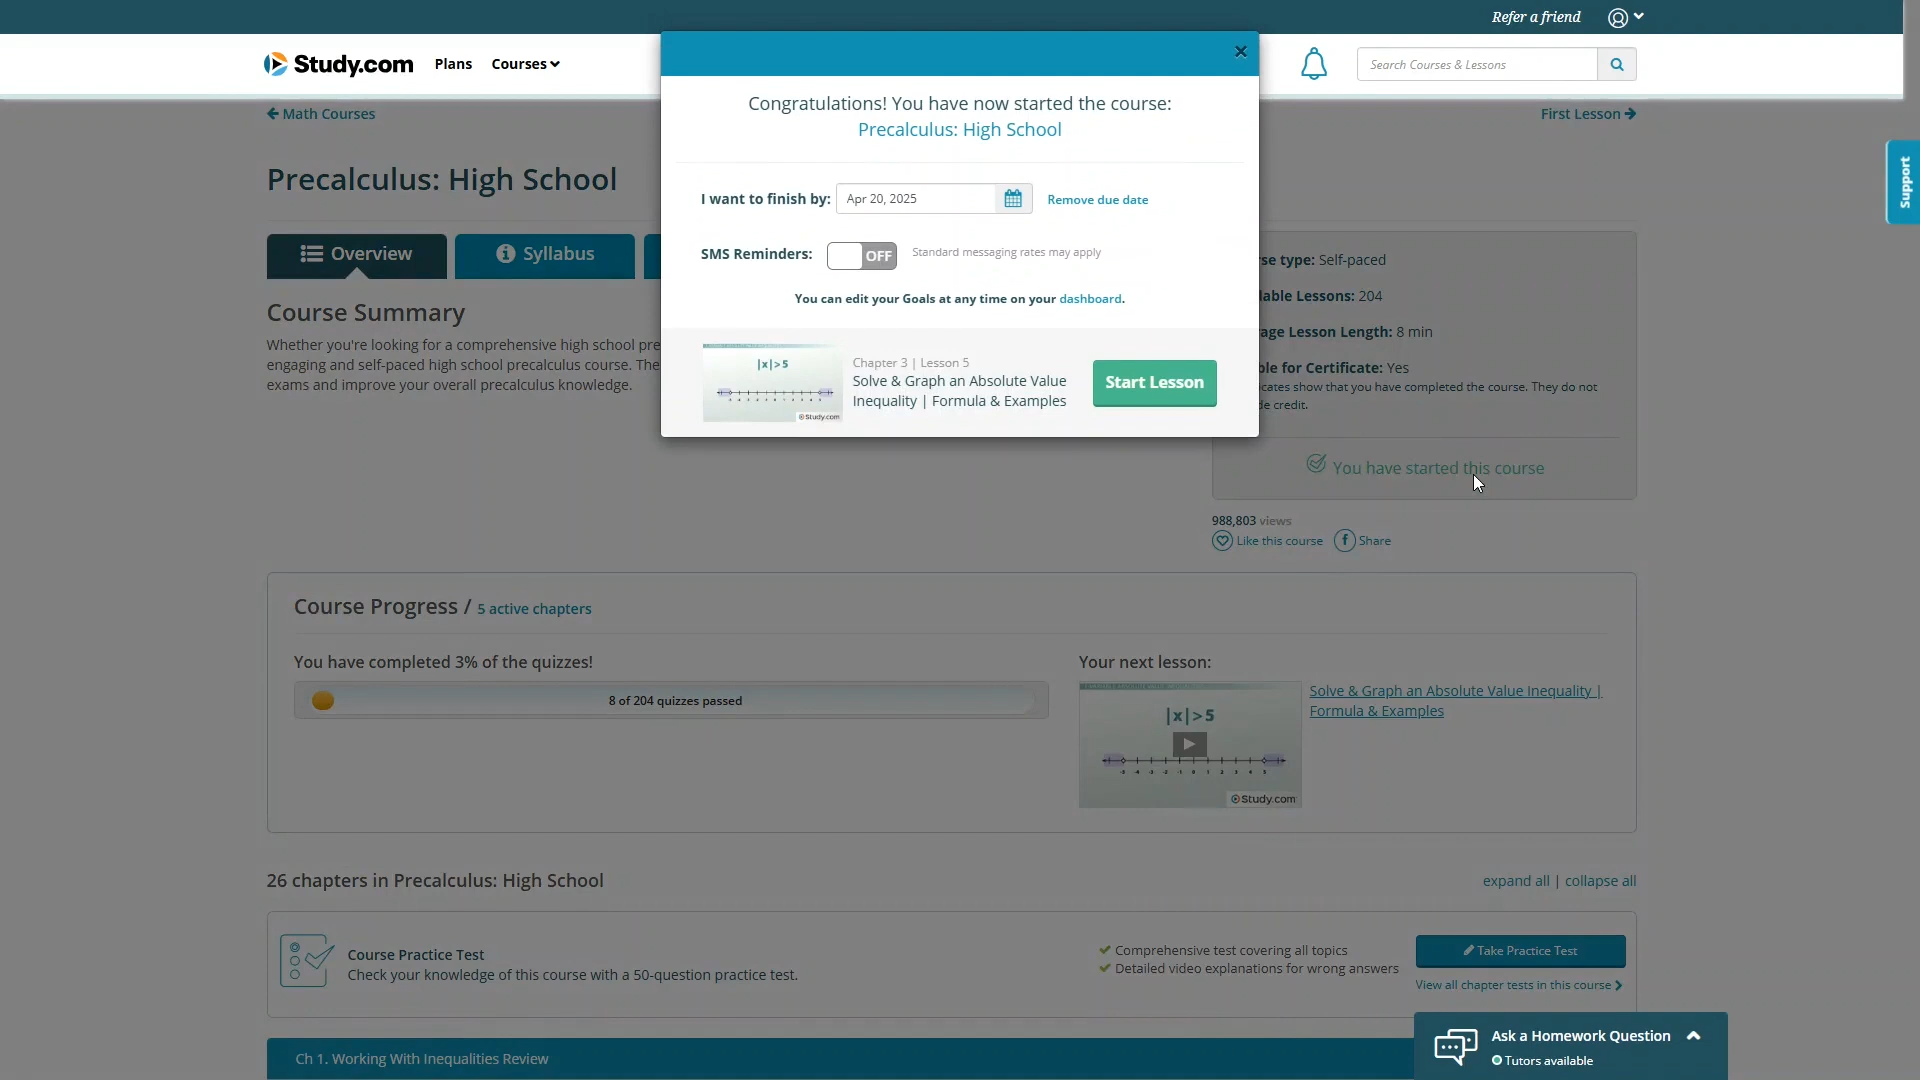 Refer a friend
Study.com
Plans
Courses
Search Courses & Lessons
Math Courses
First Lesson
Support
Precalculus: High School
Overview
Syllabus
Course Summary
Whether you're looking for a comprehensive high school pre
engaging and self-paced high school precalculus course. The
exams and improve your overall precalculus knowledge.
Congratulations! You have now started the course:
Precalculus: High School
I want to finish by:
Apr 20, 2025
Remove due date
SMS Reminders:
OFF
Standard messaging rates may apply
You can edit your Goals at any time on your dashboard.
|x|>5
Study.com
Chapter 3 | Lesson 5
Solve & Graph an Absolute Value
Inequality | Formula & Examples
Start Lesson
se type: Self-paced
lable Lessons: 204
age Lesson Length: 8 min
ble for Certificate: Yes
cates show that you have completed the course. They do not
de credit.
You have started this course
988,803 views
Like this course
Share
Course Progress / 5 active chapters
You have completed 3% of the quizzes!
8 of 204 quizzes passed
Your next lesson:
|x|>5
Study.com
Solve & Graph an Absolute Value Inequality |
Formula & Examples
26 chapters in Precalculus: High School
expand all | collapse all
Course Practice Test
Check your knowledge of this course with a 50-question practice test.
Comprehensive test covering all topics
Detailed video explanations for wrong answers
Take Practice Test
View all chapter tests in this course
Ch 1. Working With Inequalities Review
Ask a Homework Question
Tutors available